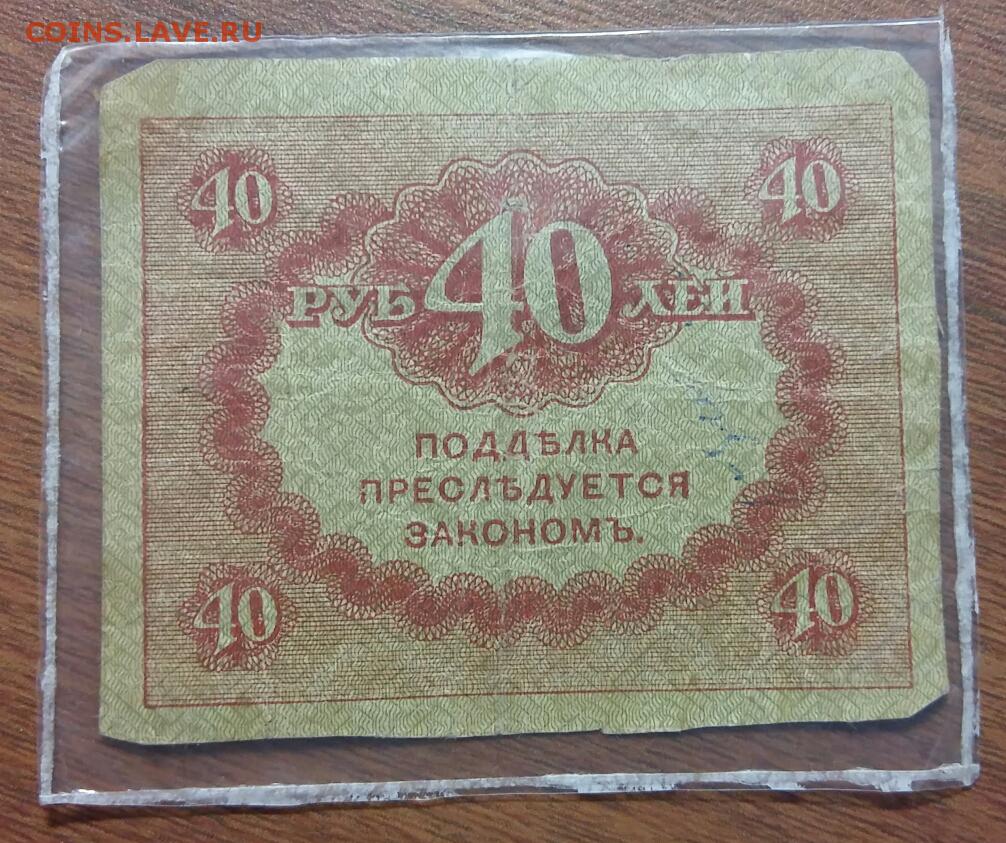 COINS.LAVE.RU
40 40
РУБ 40 ЛЕЙ
ПОДДѢЛКА
ПРЕСЛѢДУЕТСЯ
ЗАКОНОМЪ.
40 40